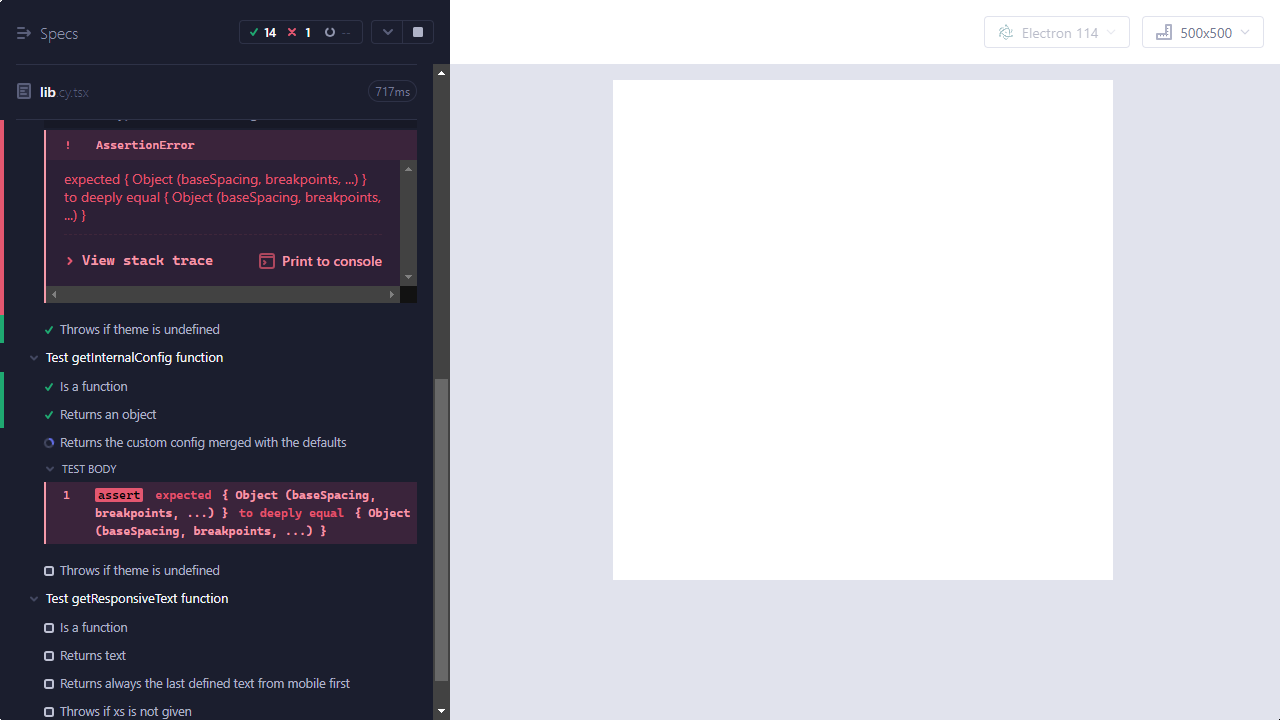 Specs
14
1
--
Electron 114
500x500
lib.cy.tsx
717ms
!
AssertionError
expected { Object (baseSpacing, breakpoints, ...) }
to deeply equal { Object (baseSpacing, breakpoints,
...) }
View stack trace
Print to console
Throws if theme is undefined
Test getInternalConfig function
Is a function
Returns an object
Returns the custom config merged with the defaults
TEST BODY
1 assert expected { Object (baseSpacing,
breakpoints, ...) } to deeply equal { Object
(baseSpacing, breakpoints, ...) }
Throws if theme is undefined
Test getResponsiveText function
Is a function
Returns text
Returns always the last defined text from mobile first
Throws if xs is not given